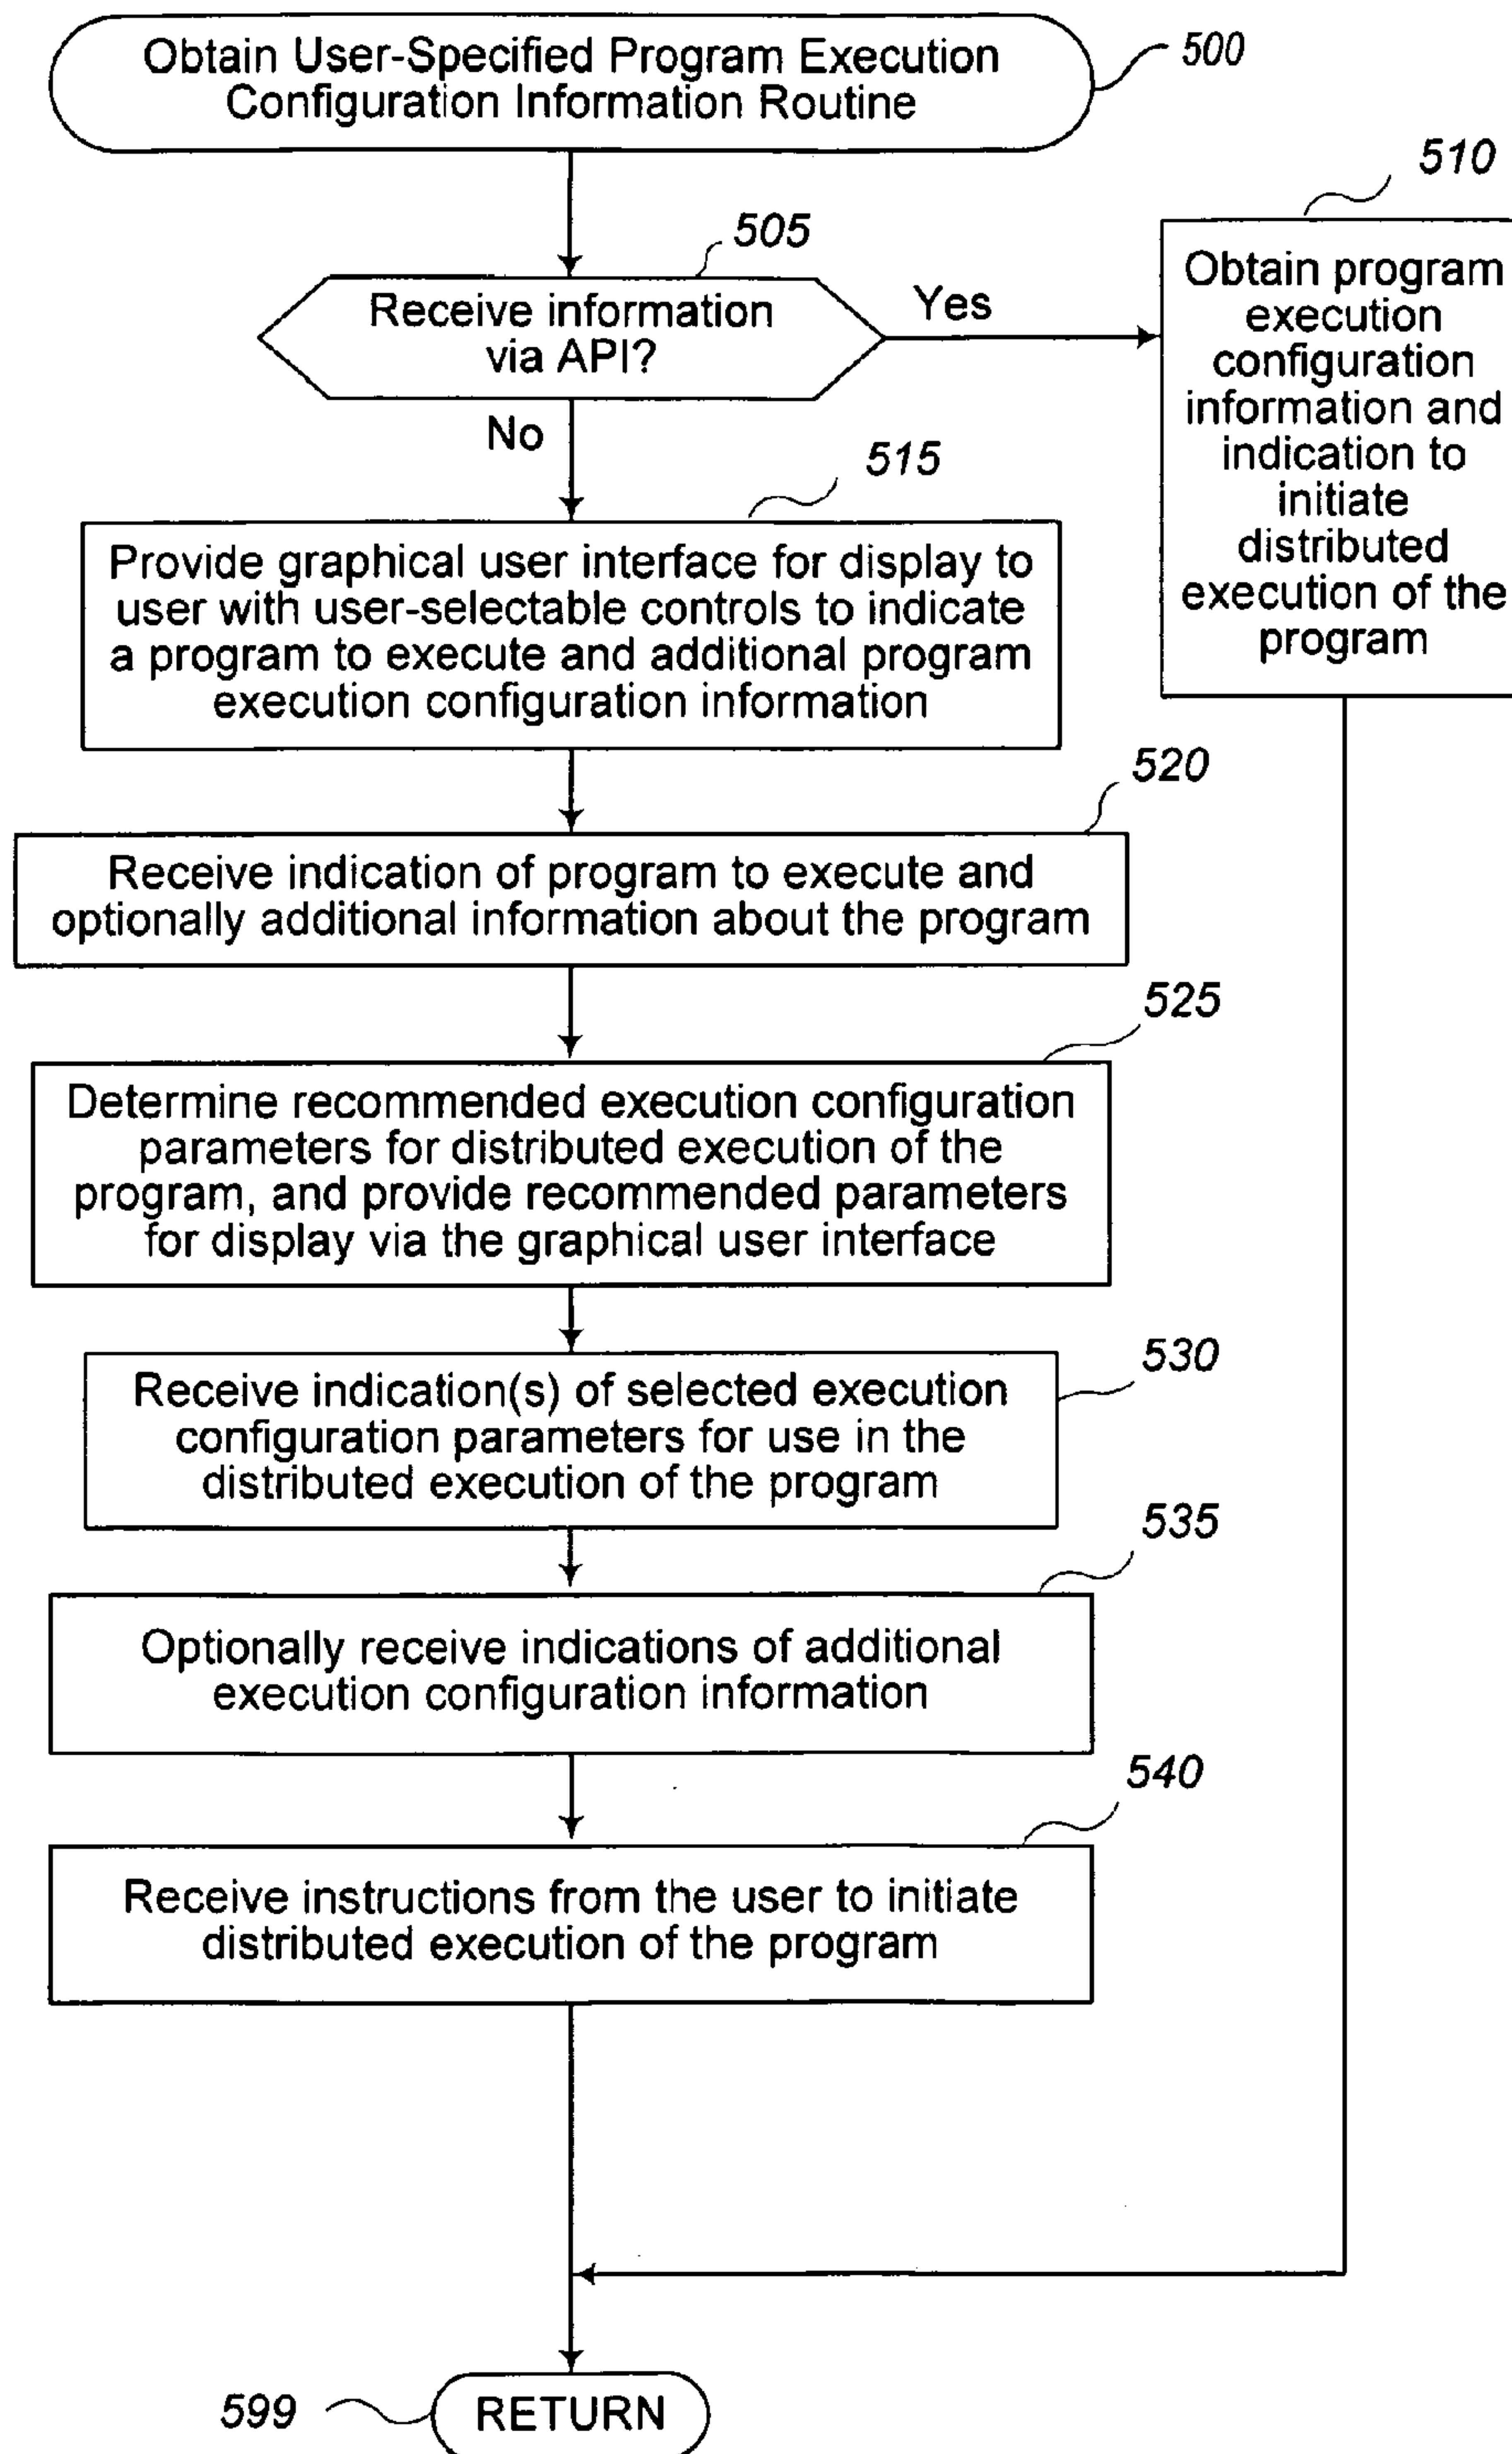 Obtain User-Specified Program Execution
Configuration Information Routine
500
505
Receive information
via API?
Yes
No
510
Obtain program
execution
configuration
information and
indication to
initiate
distributed
execution of the
program
515
Provide graphical user interface for display to
user with user-selectable controls to indicate
a program to execute and additional program
execution configuration information
520
Receive indication of program to execute and
optionally additional information about the program
525
Determine recommended execution configuration
parameters for distributed execution of the
program, and provide recommended parameters
for display via the graphical user interface
530
Receive indication(s) of selected execution
configuration parameters for use in the
distributed execution of the program
535
Optionally receive indications of additional
execution configuration information
540
Receive instructions from the user to initiate
distributed execution of the program
599
RETURN